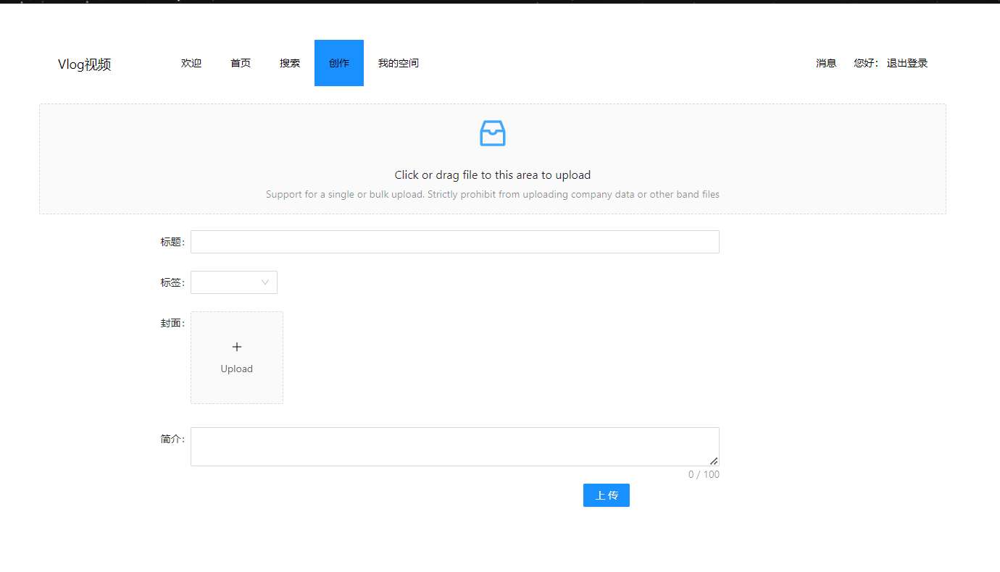 Vlog视频 欢迎 首页 搜索 创作 我的空间 消息 您好： 退出登录
Click or drag file to this area to upload
Support for a single or bulk upload. Strictly prohibit from uploading company data or other band files
标题：
标签：
封面：
Upload
简介：
0 / 100
上 传